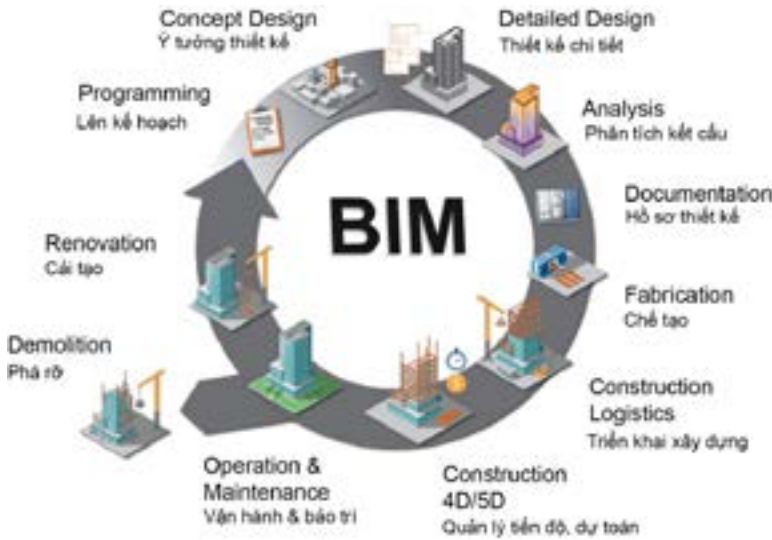 Concept Design
Ý tưởng thiết kế
Detailed Design
Thiết kế chi tiết
Programming
Lên kế hoạch
Analysis
Phân tích kết cấu
BIM
Documentation
Hồ sơ thiết kế
Renovation
Cải tạo
Fabrication
Chế tạo
Demolition
Phá rỡ
Construction
Logistics
Triển khai xây dựng
Operation &
Maintenance
Vận hành & bảo trì
Construction
4D/5D
Quản lý tiến độ, dự toán